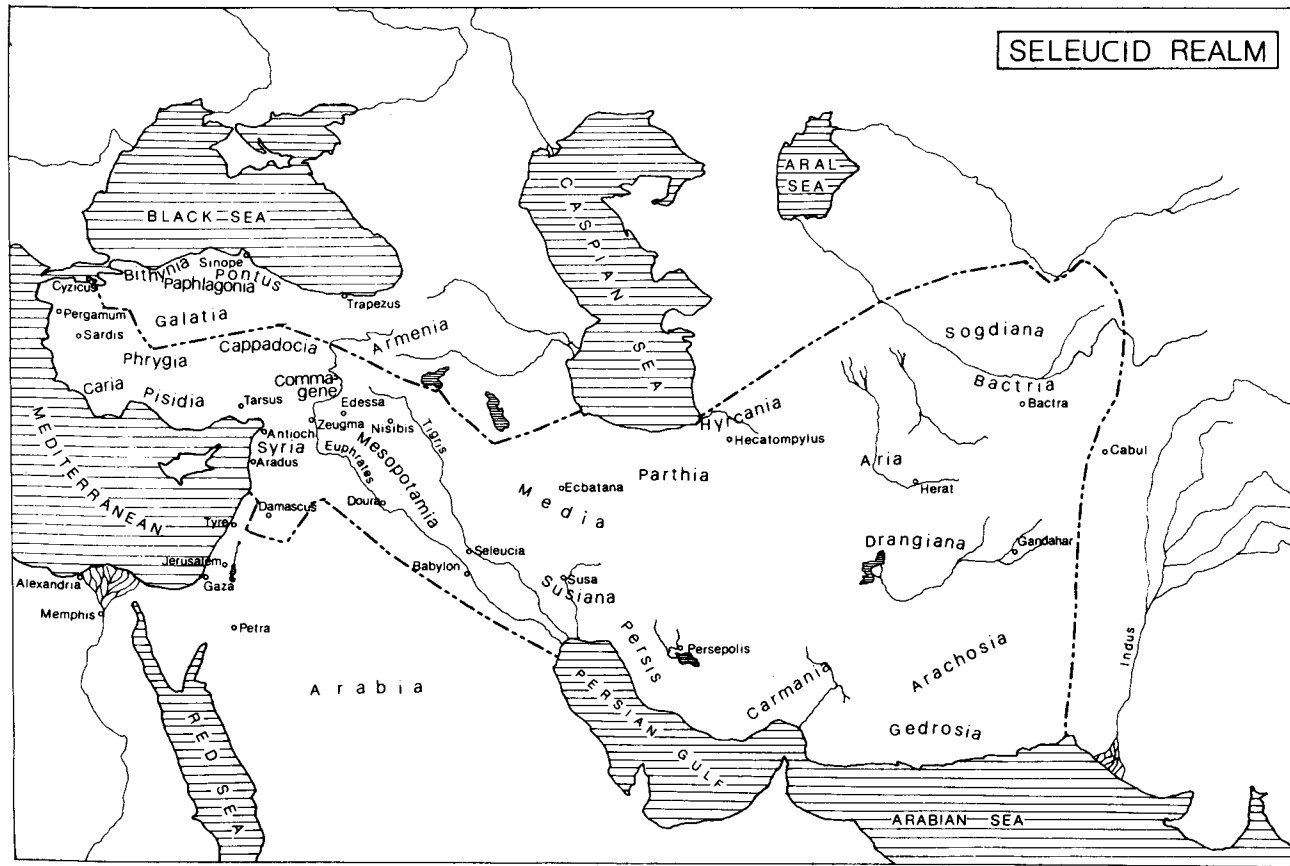 SELEUCID REALM
ARAL
SEA
CASPIAN
SEA
BLACK SEA
Bithynia
Sinope
Pontus
Paphlagonia
Cyzicus
Trapezus
Pergamum
Galatia
Sardis
Armenia
Sogdiana
Phrygia
Cappadocia
Caria
Pisidia
Comma-
gene
Bactria
Bactra
Tarsus
Edessa
Hyrcania
Zeugma
Nisibis
Tigris
Antioch
Hecatompylus
Syria
Aradus
Euphrates
Mesopotamia
Cabul
MEDITERRANEAN
Parthia
Aria
Herat
Ecbatana
Media
Doura
Damascus
Tyre
Drangiana
Gandahar
Seleucia
Jerusalem
Babylon
Susa
Susiana
Alexandria
Gaza
Memphis
Petra
Persis
Persepolis
Indus
Arabia
Arachosia
Carmania
Gedrosia
PERSIAN GULF
RED SEA
ARABIAN SEA